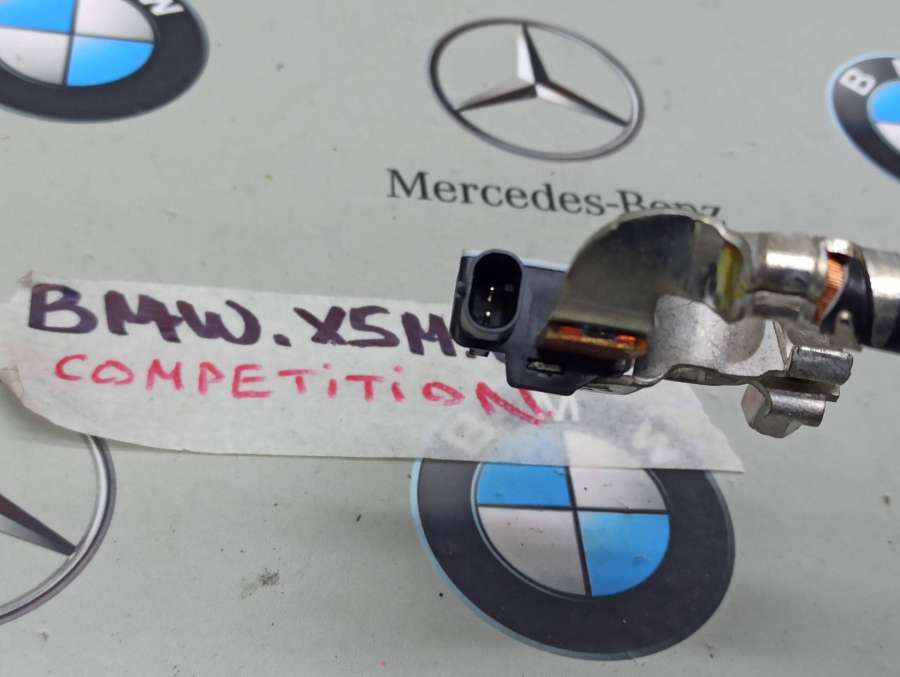 Mercedes-Benz
BMW.X5M
COMPETITION